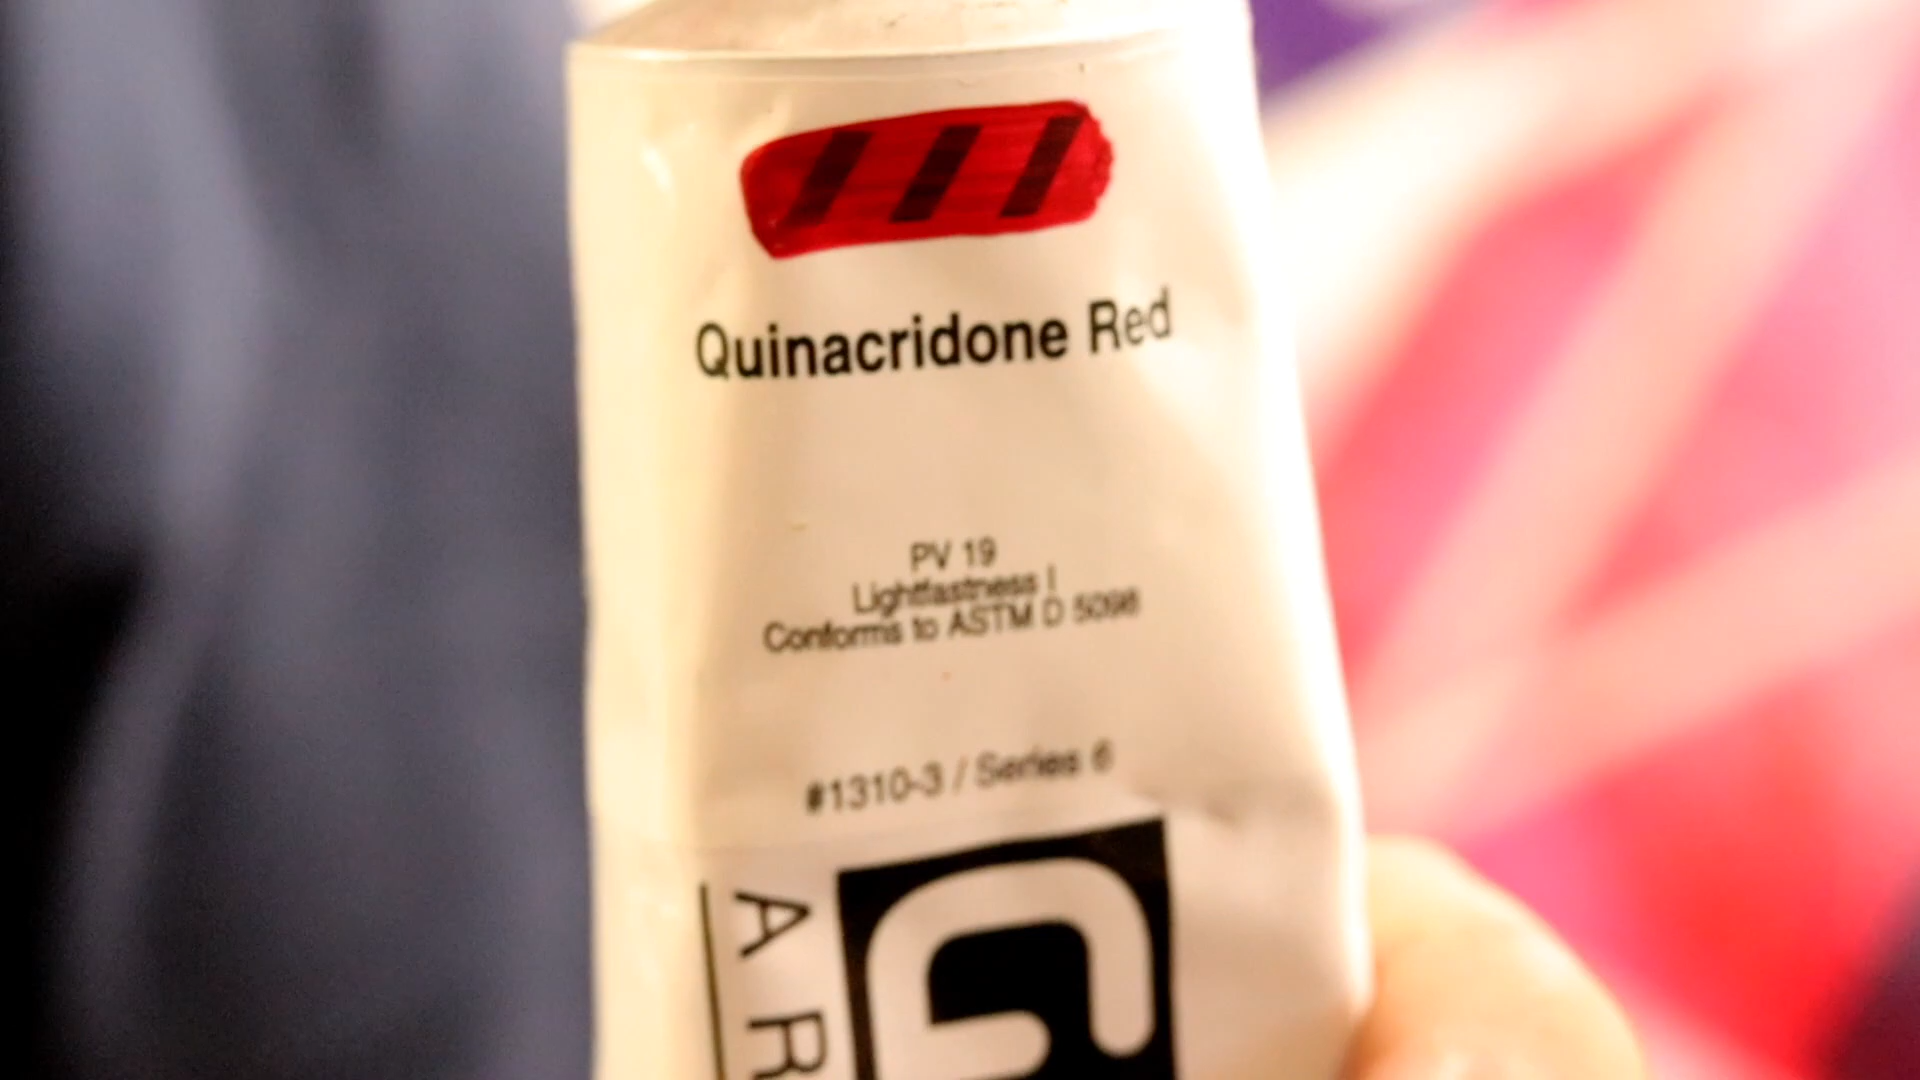 Quinacridone Red
PV 19
Lightfastness I
Conforms to ASTM D 5098
#1310-3 / Series 6
G
A R